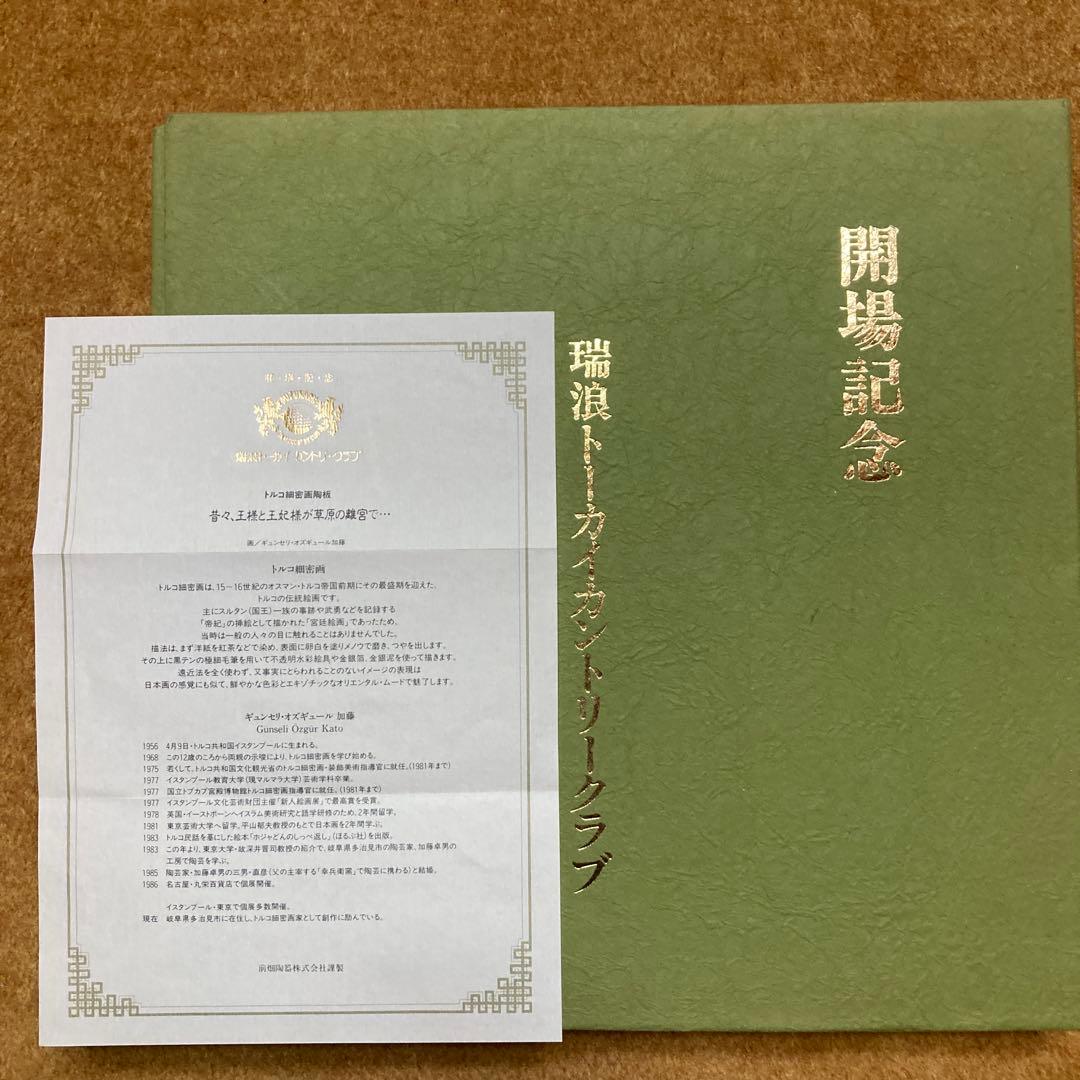 開場記念
瑞浪トーカイカントリークラブ
開・場・記・念
瑞浪トーカイカントリークラブ
トルコ細密画陶板
昔々、王様と王妃様が草原の離宮で…
画／ギュンセリ・オズギュール加藤
トルコ細密画
トルコ細密画は、15〜16世紀のオスマン・トルコ帝国前期にその最盛期を迎えた、
トルコの伝統絵画です。
主にスルタン（国王）一族の事跡や武勇などを記録する
「帝紀」の挿絵として描かれた「宮廷絵画」であったため、
当時は一般の人々の目に触れることはありませんでした。
描法は、まず洋紙を紅茶などで染め、表面に卵白を塗りメノウで磨き、つやを出します。
その上に黒テンの極細毛筆を用いて不透明水彩絵具や金銀箔、金銀泥を使って描きます。
遠近法を全く使わず、又事実にとらわれることのないイメージの表現は
日本画の感覚にも似て、鮮やかな色彩とエキゾチックなオリエンタル・ムードで魅了します。
ギュンセリ・オズギュール 加藤
Günseli Özgür Kato
1956 4月9日・トルコ共和国イスタンブールに生まれる。
1968 この12歳のころから両親の示唆により、トルコ細密画を学び始める。
1975 若くして、トルコ共和国文化観光省のトルコ細密画・装飾美術指導官に就任。（1981年まで）
1977 イスタンブール教育大学（現マルマラ大学）芸術学科卒業。
1977 国立トプカプ宮殿博物館トルコ細密画指導官に就任。（1981年まで）
1977 イスタンブール文化芸術財団主催「新人絵画展」で最高賞を受賞。
1978 英国・イーストボーンへイスラム美術研究と語学研修のため、2年間留学。
1981 東京芸術大学へ留学。平山郁夫教授のもとで日本画を2年間学ぶ。
1983 トルコ民話を基にした絵本「ホジャどんのしっぺ返し」（ほるぷ社）を出版。
1983 この年より、東京大学・故深井晋司教授の紹介で、岐阜県多治見市の陶芸家、加藤卓男の
工房で陶芸を学ぶ。
1985 陶芸家・加藤卓男の三男・直彦（父の主宰する「幸兵衛窯」で陶芸に携わる）と結婚。
1986 名古屋・丸栄百貨店で個展開催。
イスタンブール・東京で個展多数開催。
現在 岐阜県多治見市に在住し、トルコ細密画家として創作に励んでいる。
前畑陶器株式会社謹製